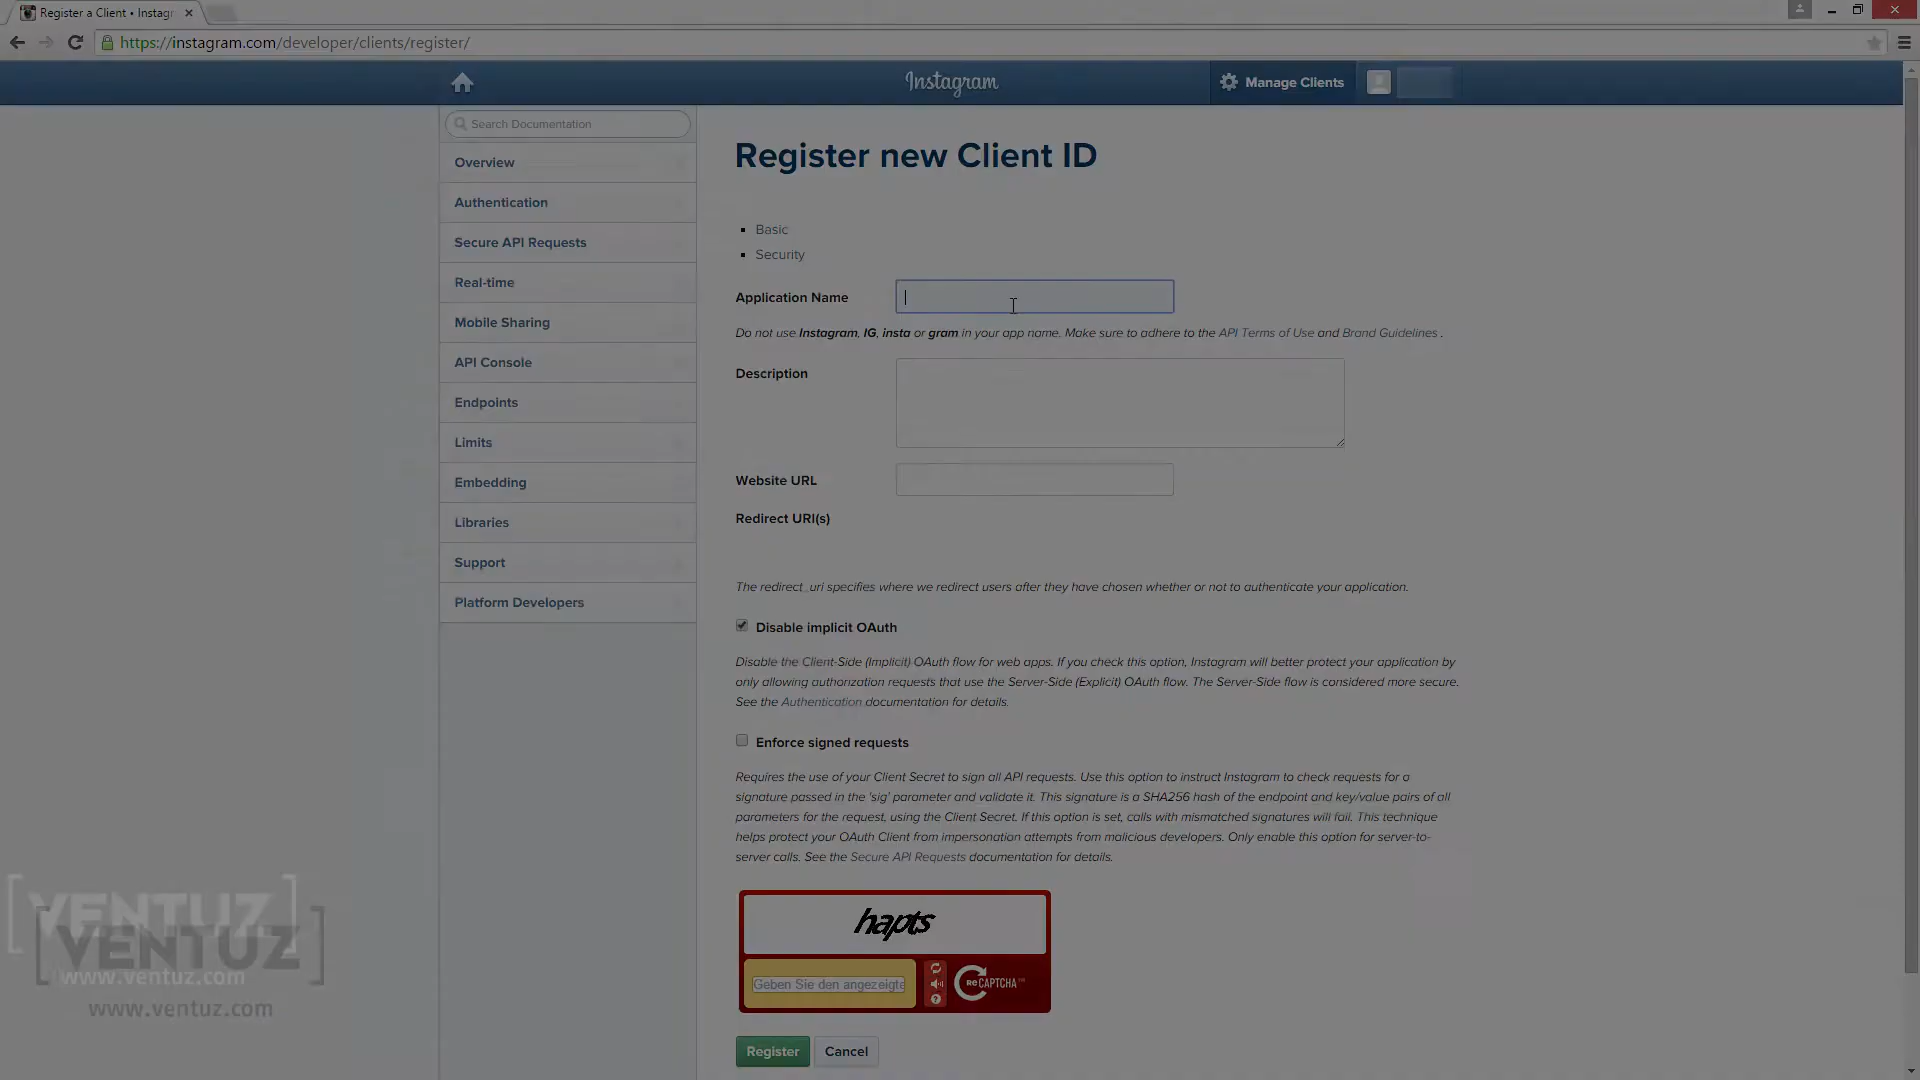 Register a Client • Instagr
https://instagram.com/developer/clients/register/
Instagram
Manage Clients
Search Documentation
Overview
Authentication
Secure API Requests
Real-time
Mobile Sharing
API Console
Endpoints
Limits
Embedding
Libraries
Support
Platform Developers
Register new Client ID
Basic
Security
Application Name
Do not use Instagram, IG, insta or gram in your app name. Make sure to adhere to the API Terms of Use and Brand Guidelines .
Description
Website URL
Redirect URI(s)
The redirect_uri specifies where we redirect users after they have chosen whether or not to authenticate your application.
Disable implicit OAuth
Disable the Client-Side (Implicit) OAuth flow for web apps. If you check this option, Instagram will better protect your application by
only allowing authorization requests that use the Server-Side (Explicit) OAuth flow. The Server-Side flow is considered more secure.
See the Authentication documentation for details.
Enforce signed requests
Requires the use of your Client Secret to sign all API requests. Use this option to instruct Instagram to check requests for a
signature passed in the 'sig' parameter and validate it. This signature is a SHA256 hash of the endpoint and key/value pairs of all
parameters for the request, using the Client Secret. If this option is set, calls with mismatched signatures will fail. This technique
helps protect your OAuth Client from impersonation attempts from malicious developers. Only enable this option for server-to-
server calls. See the Secure API Requests documentation for details.
hapts
Geben Sie den angezeigte
reCAPTCHA™
Register
Cancel
[VENTUZ]
[VENTUZ]
www.ventuz.com
www.ventuz.com